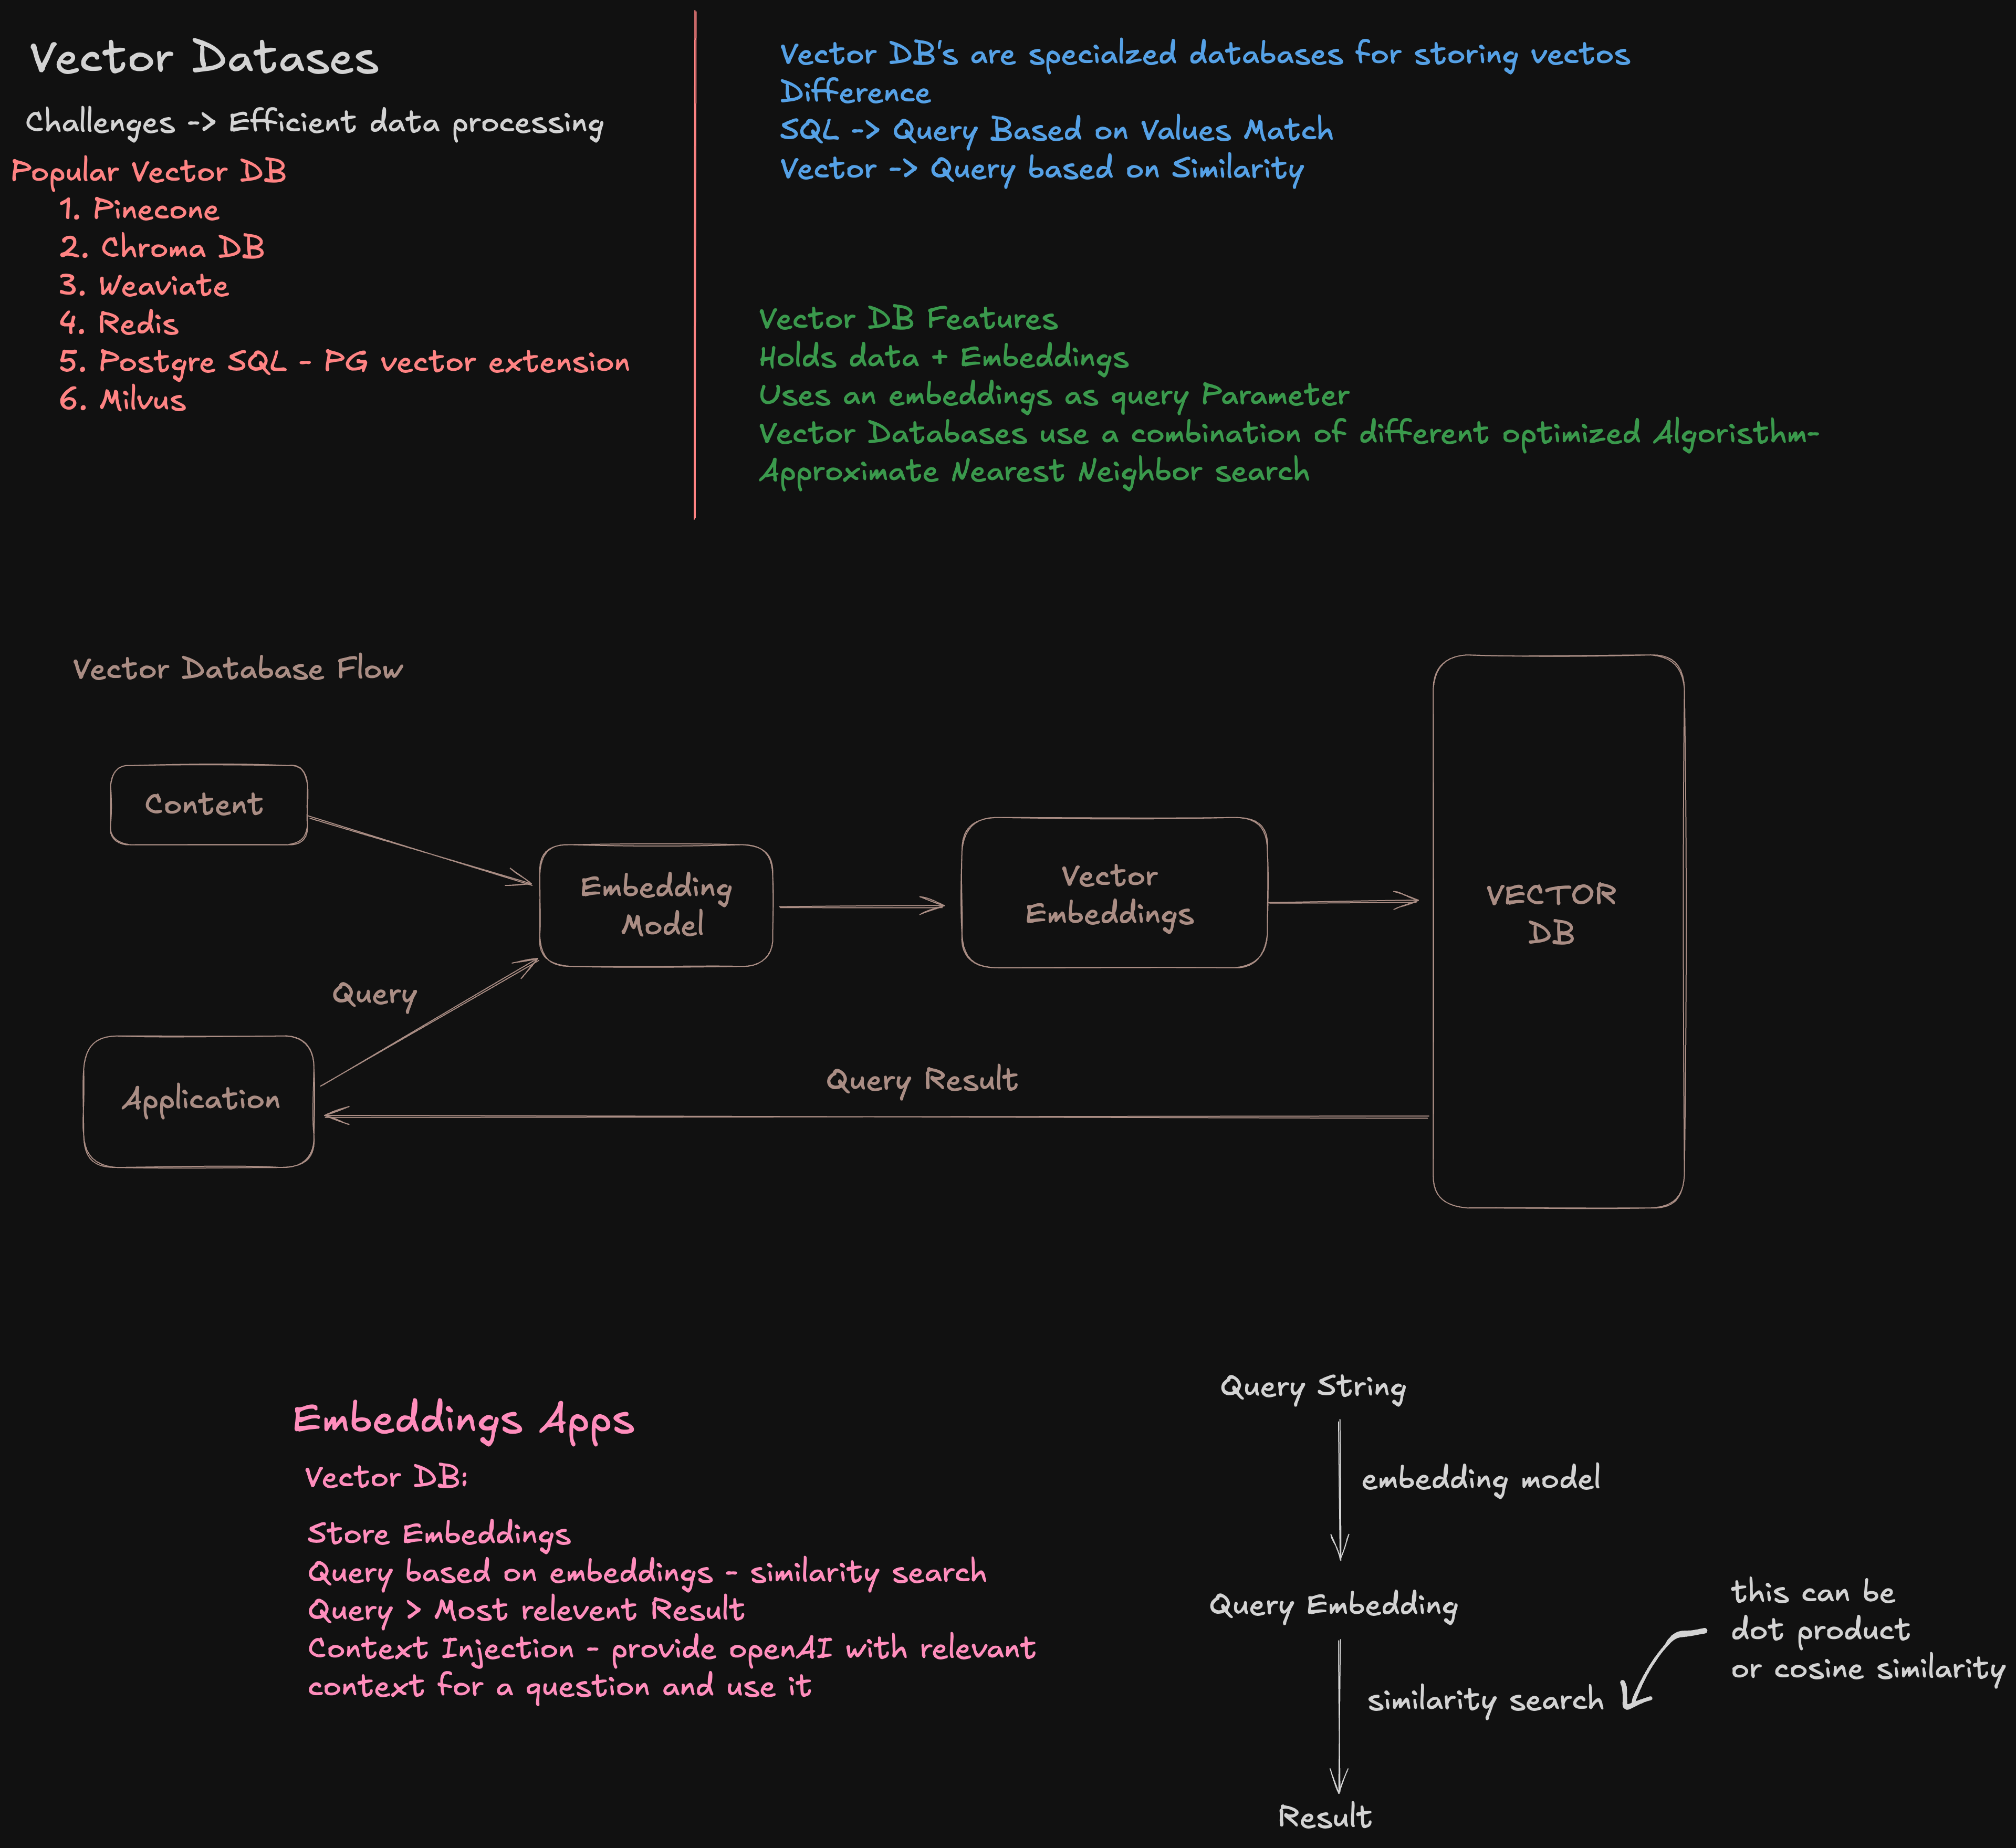 Vector Datases
Challenges -> Efficient data processing
Popular Vector DB
1. Pinecone
2. Chroma DB
3. Weaviate
4. Redis
5. Postgre SQL - PG vector extension
6. Milvus
Vector DB's are specialzed databases for storing vectos
Difference
SQL -> Query Based on Values Match
Vector -> Query based on Similarity
Vector DB Features
Holds data + Embeddings
Uses an embeddings as query Parameter
Vector Databases use a combination of different optimized Algoristhm-
Approximate Nearest Neighbor search
Vector Database Flow
Content
Embedding
Model
Vector
Embeddings
VECTOR
DB
Query
Application
Query Result
Embeddings Apps
Vector DB:
Store Embeddings
Query based on embeddings - similarity search
Query > Most relevent Result
Context Injection - provide openAI with relevant
context for a question and use it
Query String
embedding model
Query Embedding
this can be
dot product
or cosine similarity
similarity search
Result